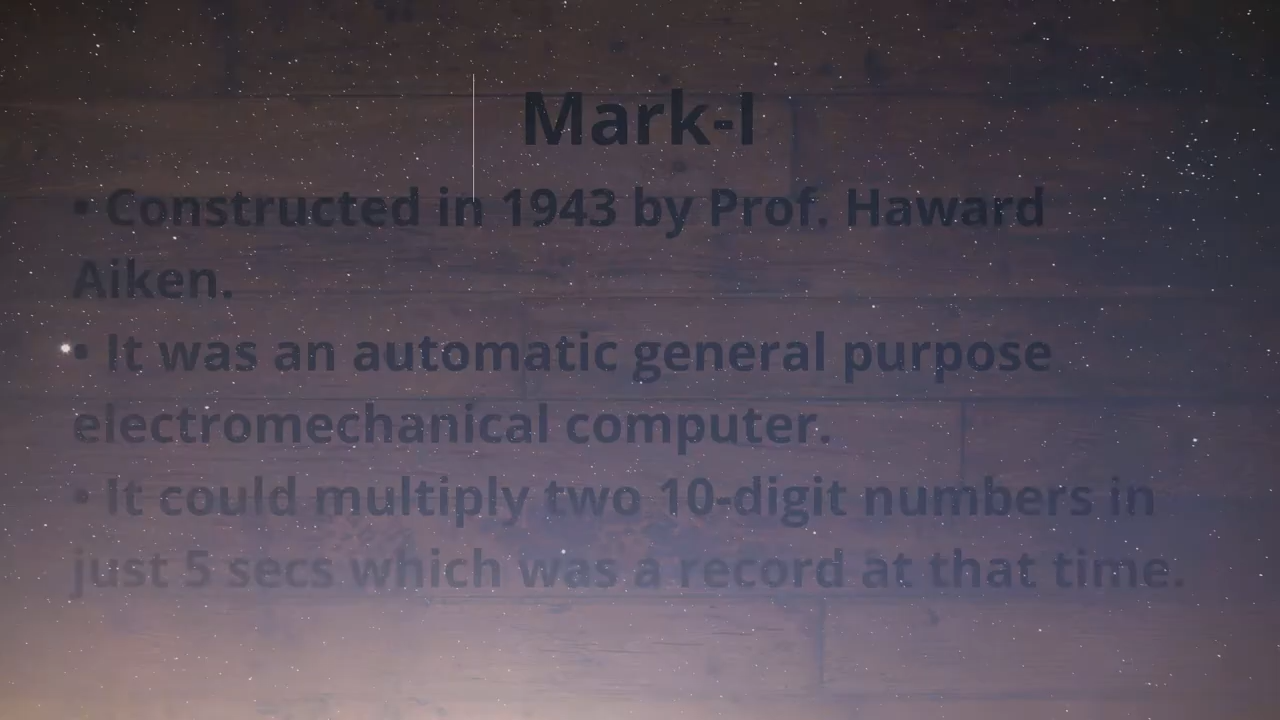 Mark-I
• Constructed in 1943 by Prof. Haward
Aiken.
• It was an automatic general purpose
electromechanical computer.
• It could multiply two 10-digit numbers in
just 5 secs which was a record at that time.